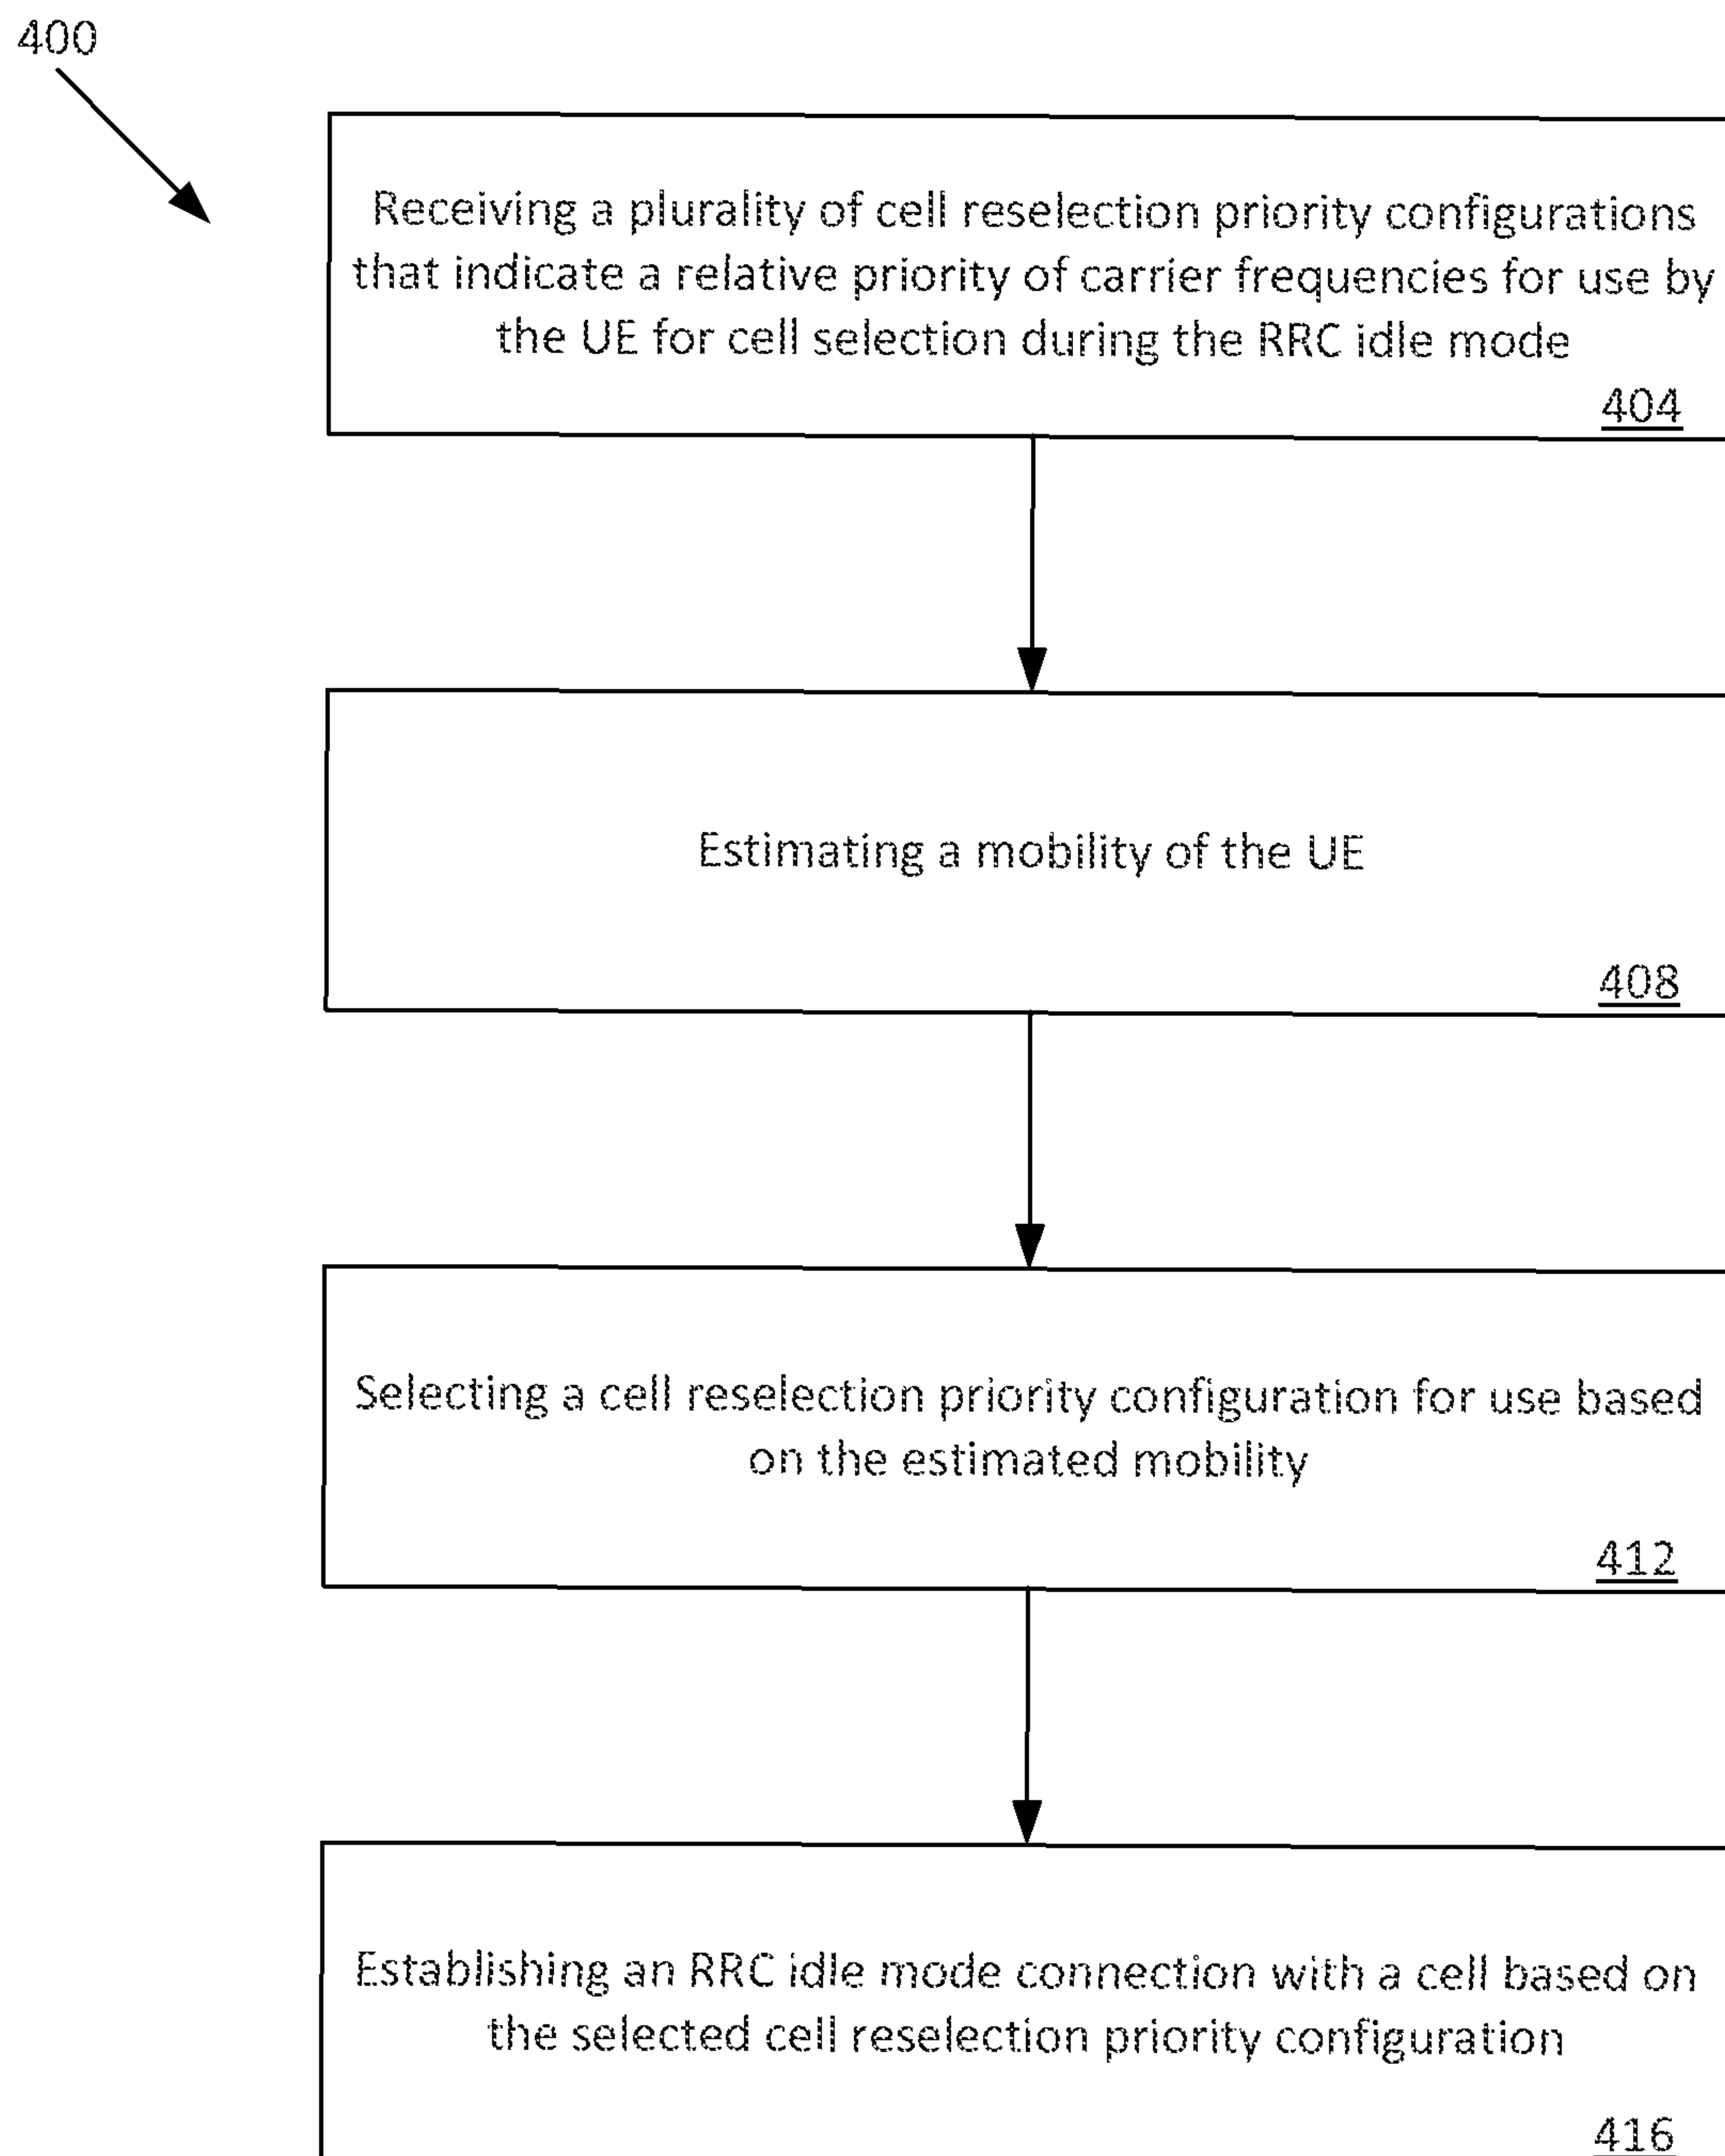 400
Receiving a plurality of cell reselection priority configurations
that indicate a relative priority of carrier frequencies for use by
the UE for cell selection during the RRC idle mode
404
Estimating a mobility of the UE
408
Selecting a cell reselection priority configuration for use based
on the estimated mobility
412
Establishing an RRC idle mode connection with a cell based on
the selected cell reselection priority configuration
416